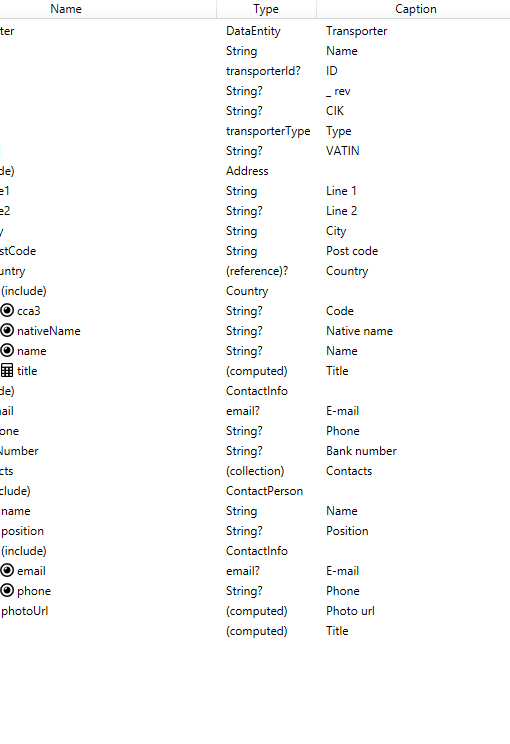 Name Type Caption
ter DataEntity Transporter
String Name
transporterId? ID
String? _ rev
String? CIK
transporterType Type
String? VATIN
de) Address
e1 String Line 1
e2 String? Line 2
y String City
stCode String Post code
untry (reference)? Country
(include) Country
cca3 String? Code
nativeName String? Native name
name String? Name
title (computed) Title
de) ContactInfo
ail email? E-mail
one String? Phone
Number String? Bank number
cts (collection) Contacts
clude) ContactPerson
name String Name
position String? Position
(include) ContactInfo
email email? E-mail
phone String? Phone
photoUrl (computed) Photo url
(computed) Title